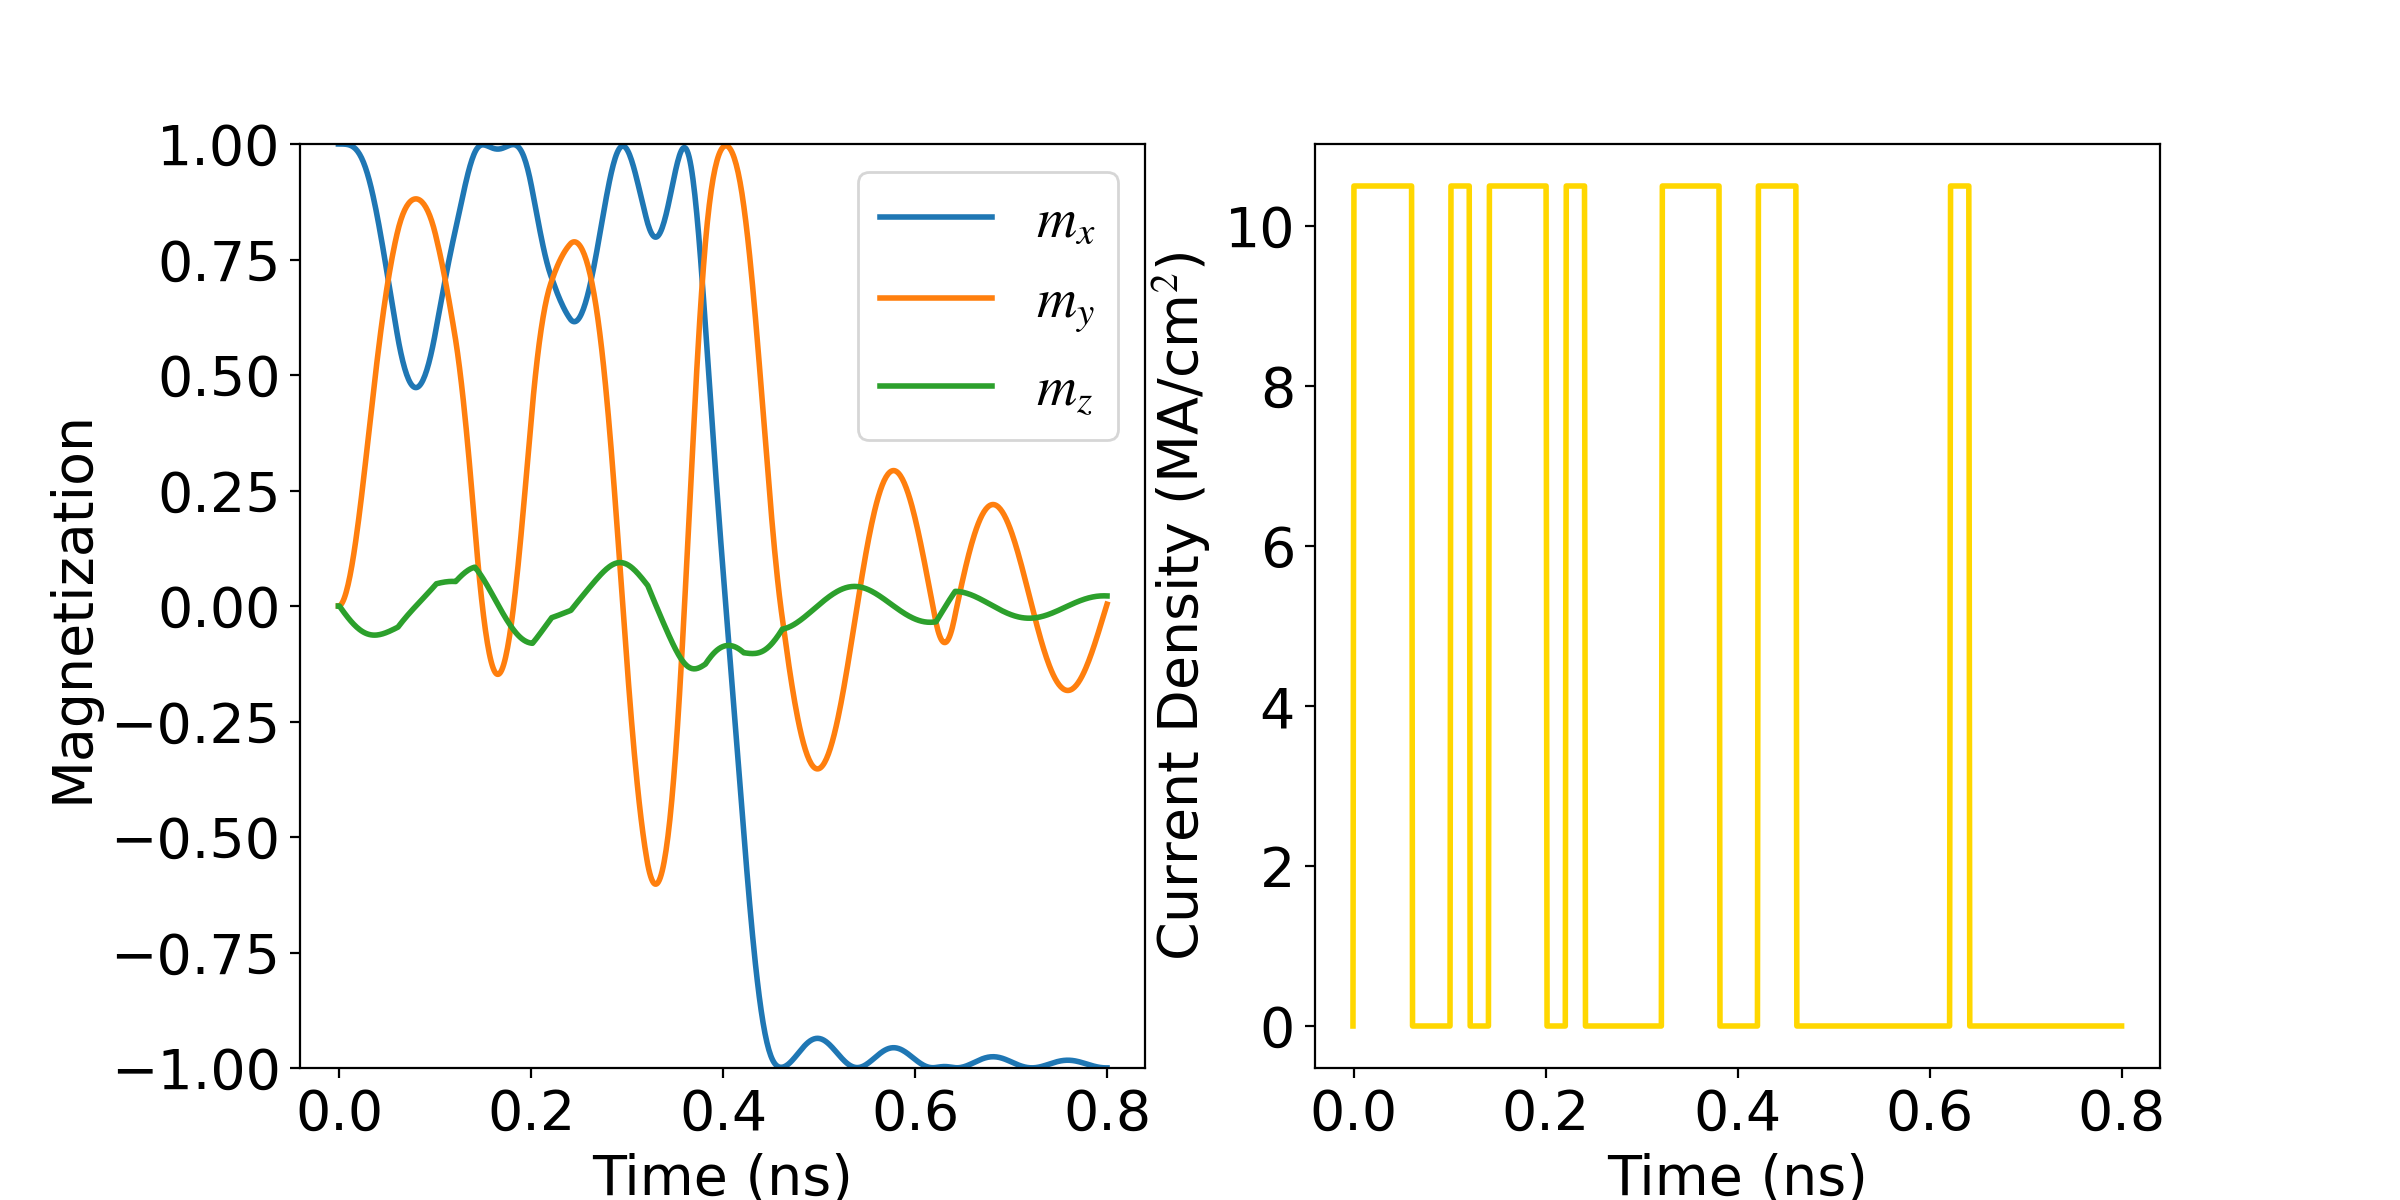 Magnetization
1.00
0.75
0.50
0.25
0.00
−0.25
−0.50
−0.75
−1.00
0.0 0.2 0.4 0.6 0.8
Time (ns)
m_x
m_y
m_z
Current Density (MA/cm²)
10
8
6
4
2
0
0.0 0.2 0.4 0.6 0.8
Time (ns)